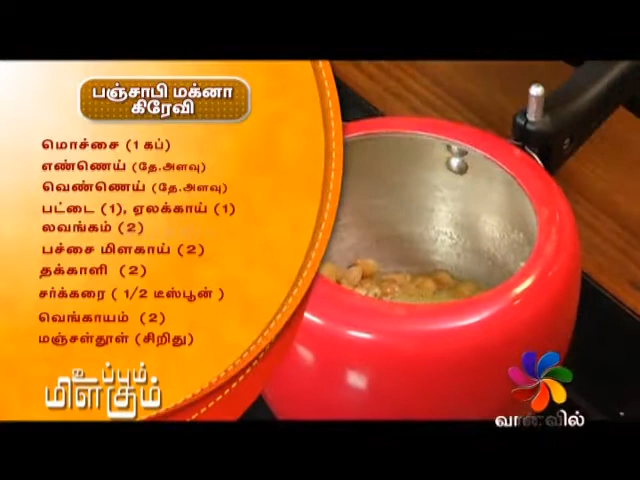 பஞ்சாபி மக்னா
கிரேவி
மொச்சை (1 கப்)
எண்ணெய் (தே.அளவு)
வெண்ணெய் (தே.அளவு)
பட்டை (1), ஏலக்காய் (1)
லவங்கம் (2)
பச்சை மிளகாய் (2)
தக்காளி (2)
சர்க்கரை ( 1/2 டீஸ்பூன் )
வெங்காயம் (2)
மஞ்சள்தூள் (சிறிது)
உப்பும்
மிளகும்
வானவில்